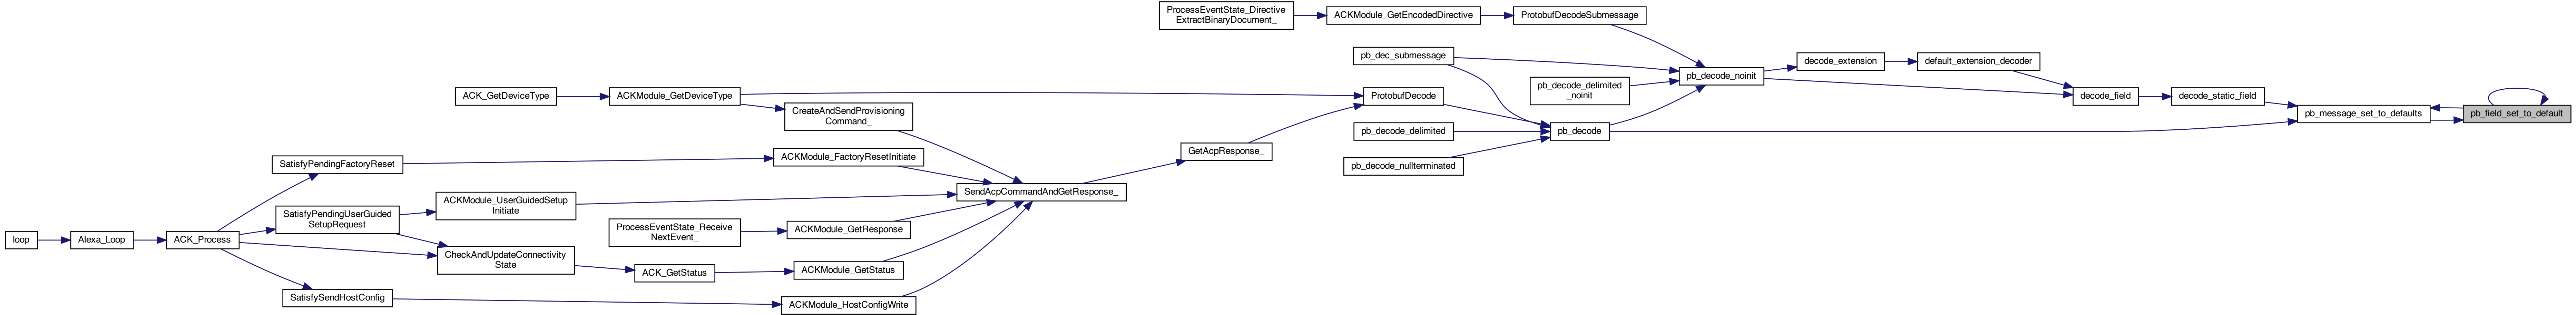 ProcessEventState_Directive
ExtractBinaryDocument_
ACKModule_GetEncodedDirective
ProtobufDecodeSubmessage
pb_dec_submessage
pb_decode_noinit
decode_extension
default_extension_decoder
pb_decode_delimited
_noinit
ACK_GetDeviceType
ACKModule_GetDeviceType
ProtobufDecode
decode_field
decode_static_field
CreateAndSendProvisioning
Command_
pb_message_set_to_defaults
pb_field_set_to_default
pb_decode_delimited
pb_decode
GetAcpResponse_
SatisfyPendingFactoryReset
ACKModule_FactoryResetInitiate
pb_decode_nullterminated
SendAcpCommandAndGetResponse_
ACKModule_UserGuidedSetup
Initiate
SatisfyPendingUserGuided
SetupRequest
ProcessEventState_Receive
NextEvent_
ACKModule_GetResponse
loop
Alexa_Loop
ACK_Process
CheckAndUpdateConnectivity
State
ACK_GetStatus
ACKModule_GetStatus
SatisfySendHostConfig
ACKModule_HostConfigWrite